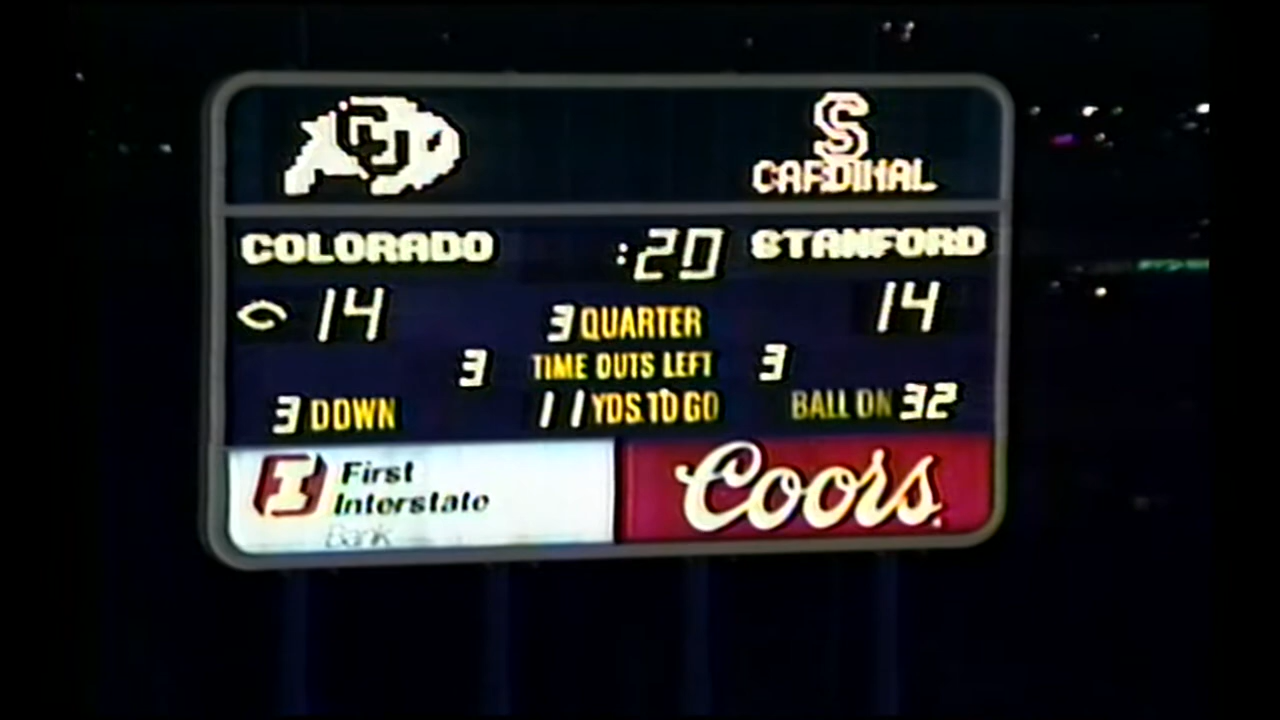 CU
S
CARDINAL
COLORADO :20 STANFORD
14 14
3 QUARTER
3 TIME OUTS LEFT 3
3 DOWN 11 YDS. TO GO BALL ON 32
I First
Interstate
Bank
Coors